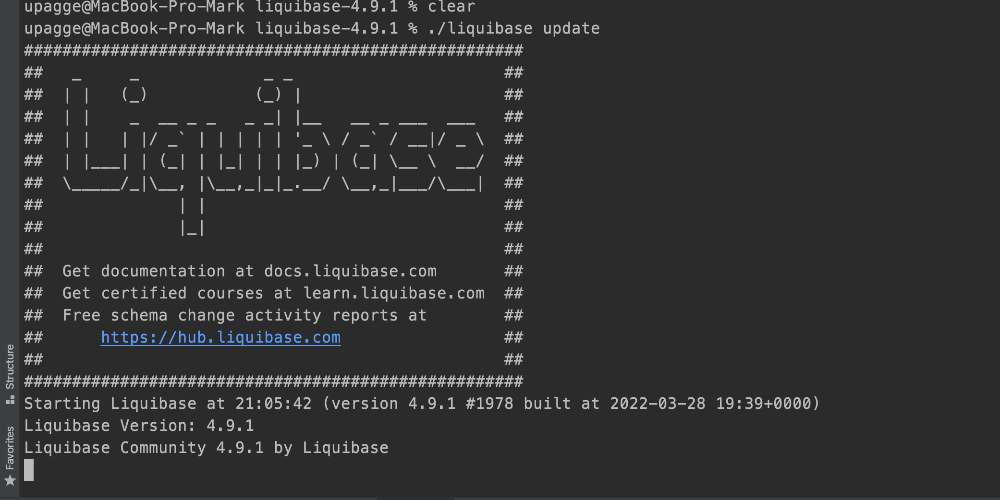 upagge@MacBook-Pro-Mark liquibase-4.9.1 % clear
upagge@MacBook-Pro-Mark liquibase-4.9.1 % ./liquibase update
####################################################
##   _     _             _ _                      ##
##  | |   (_)           (_) |                     ##
##  | |    _  __ _ _   _ _| |__   __ _ ___  ___   ##
##  | |   | |/ _` | | | | | '_ \ / _` / __|/ _ \  ##
##  | |___| | (_| | |_| | | |_) | (_| \__ \  __/  ##
##  \_____/_|\__, |\__,_|_|_.__/ \__,_|___/\___|  ##
##              | |                               ##
##              |_|                               ##
##                                                ##
##  Get documentation at docs.liquibase.com       ##
##  Get certified courses at learn.liquibase.com  ##
##  Free schema change activity reports at        ##
##      https://hub.liquibase.com                 ##
##                                                ##
####################################################
Starting Liquibase at 21:05:42 (version 4.9.1 #1978 built at 2022-03-28 19:39+0000)
Liquibase Version: 4.9.1
Liquibase Community 4.9.1 by Liquibase
Structure
Favorites